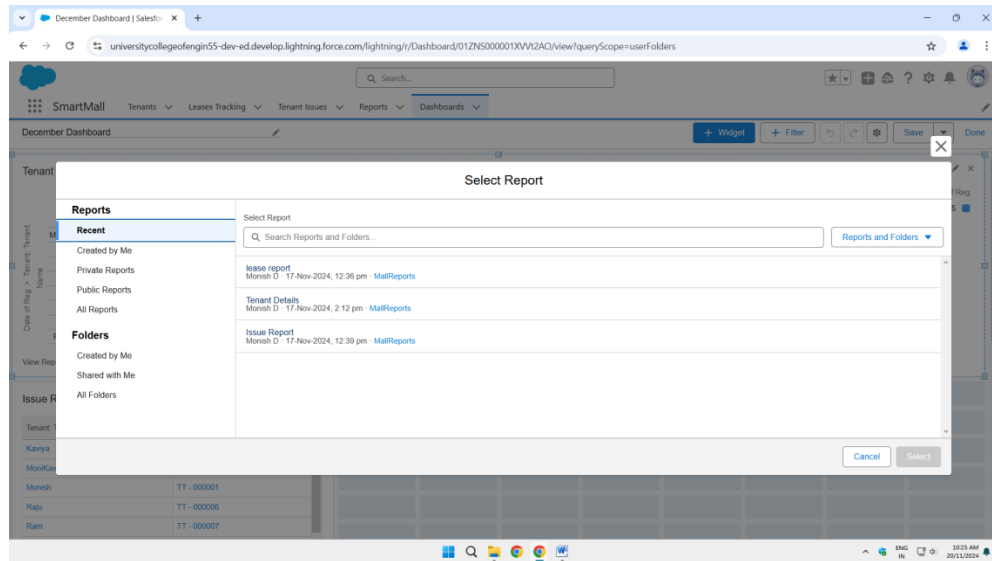 December Dashboard | Salesfo
universitycollegeofengin55-dev-ed.develop.lightning.force.com/lightning/r/Dashboard/01ZNS000001XVVt2AO/view?queryScope=userFolders
Search...
SmartMall Tenants Leases Tracking Tenant Issues Reports Dashboards
December Dashboard + Widget + Filter Save Done
Tenant
Select Report
f Reg
5
Reports
Recent
Created by Me
Private Reports
Public Reports
All Reports
Folders
Created by Me
Shared with Me
All Folders
Select Report
Search Reports and Folders... Reports and Folders
lease report
Monish D · 17-Nov-2024, 12:36 pm · MallReports
Tenant Details
Monish D · 17-Nov-2024, 2:12 pm · MallReports
Issue Report
Monish D · 17-Nov-2024, 12:39 pm · MallReports
Cancel Select
Date of Reg > Tenant: Tenant
Name
M
View Rep
Issue R
Tenant: T
Kaviya
MoniKav
Monish TT - 000001
Raju TT - 000006
Ram TT - 000007
ENG
IN
10:25 AM
20/11/2024